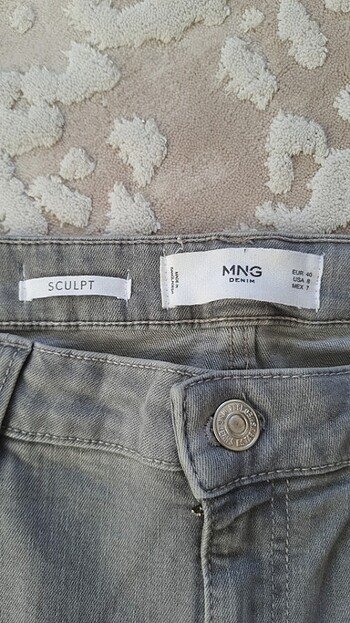 SCULPT
MNG
DENIM
EUR 40
USA 8
MEX 7